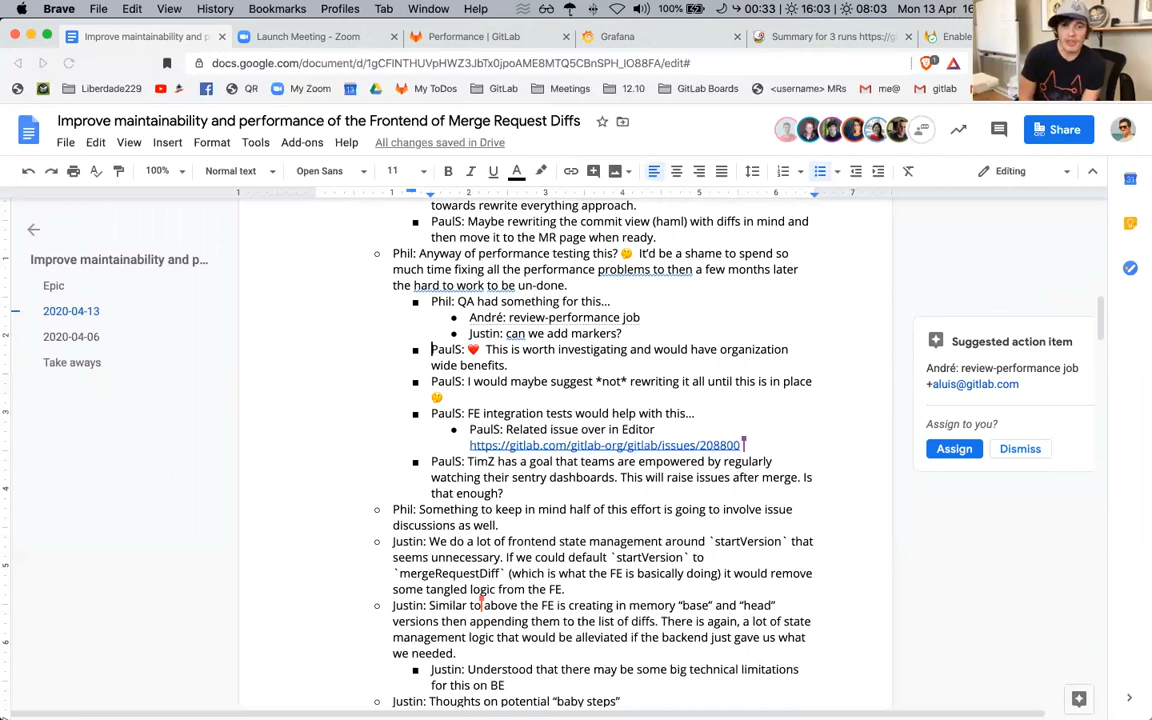 Brave File Edit View History Bookmarks Profiles Tab Window Help 100% 00:33 16:03 08:03 Mon 13 Apr 16
Improve maintainability and p × Launch Meeting - Zoom × Performance | GitLab × Grafana × Summary for 3 runs https://g × Enable
docs.google.com/document/d/1gCFINTHUVpHWZ3JbTx0jpoAME8MTQ5CBnSPH_IO88FA/edit#
Liberdade229 QR My Zoom My ToDos GitLab Meetings 12.10 GitLab Boards <username> MRs me@ gitlab
Improve maintainability and performance of the Frontend of Merge Request Diffs
Share
File Edit View Insert Format Tools Add-ons Help All changes saved in Drive
100% Normal text Open Sans 11 B I U A Editing
1 1 2 3 4 5 6 7
Improve maintainability and p...
Epic
2020-04-13
2020-04-06
Take aways
towards rewrite everything approach.
PaulS: Maybe rewriting the commit view (haml) with diffs in mind and
then move it to the MR page when ready.
Phil: Anyway of performance testing this? 🤔 It'd be a shame to spend so
much time fixing all the performance problems to then a few months later
the hard to work to be un-done.
Phil: QA had something for this...
André: review-performance job
Justin: can we add markers?
PaulS: ❤️ This is worth investigating and would have organization
wide benefits.
PaulS: I would maybe suggest *not* rewriting it all until this is in place
🤔
PaulS: FE integration tests would help with this...
PaulS: Related issue over in Editor
https://gitlab.com/gitlab-org/gitlab/issues/208800
PaulS: TimZ has a goal that teams are empowered by regularly
watching their sentry dashboards. This will raise issues after merge. Is
that enough?
Phil: Something to keep in mind half of this effort is going to involve issue
discussions as well.
Justin: We do a lot of frontend state management around `startVersion` that
seems unnecessary. If we could default `startVersion` to
`mergeRequestDiff` (which is what the FE is basically doing) it would remove
some tangled logic from the FE.
Justin: Similar to above the FE is creating in memory “base” and “head”
versions then appending them to the list of diffs. There is again, a lot of state
management logic that would be alleviated if the backend just gave us what
we needed.
Justin: Understood that there may be some big technical limitations
for this on BE
Justin: Thoughts on potential “baby steps”
Suggested action item
André: review-performance job
+aluis@gitlab.com
Assign to you?
Assign Dismiss